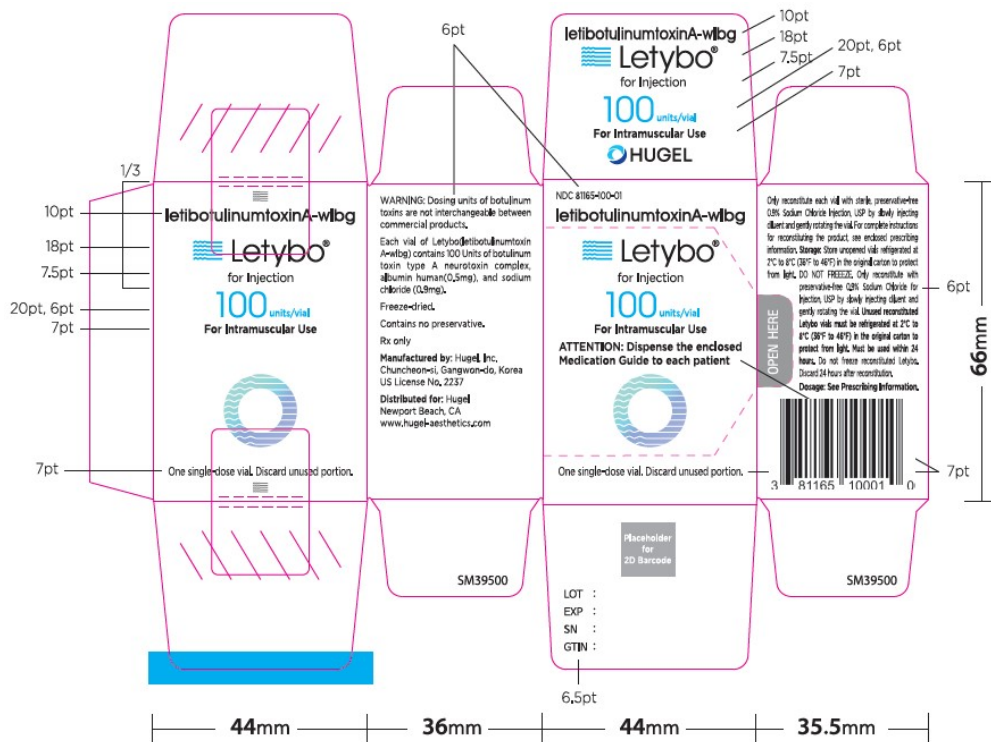 6pt
letibotulinumtoxinA-wlbg
Letybo®
for Injection
100 units/vial
For Intramuscular Use
HUGEL
10pt
18pt
7.5pt
20pt, 6pt
7pt
1/3
10pt
18pt
7.5pt
20pt, 6pt
7pt
7pt
letibotulinumtoxinA-wlbg
Letybo®
for Injection
100 units/vial
For Intramuscular Use
One single-dose vial. Discard unused portion.
WARNING: Dosing units of botulinum
toxins are not interchangeable between
commercial products.
Each vial of Letybo(letibotulinumtoxin
A-wlbg) contains 100 Units of botulinum
toxin type A neurotoxin complex,
albumin human(0.5mg), and sodium
chloride (0.9mg).
Freeze-dried.
Contains no preservative.
Rx only
Manufactured by: Hugel, Inc,
Chuncheon-si, Gangwon-do, Korea
US License No. 2237
Distributed for: Hugel
Newport Beach, CA
www.hugel-aesthetics.com
SM39500
NDC 81165-100-01
letibotulinumtoxinA-wlbg
Letybo®
for Injection
100 units/vial
For Intramuscular Use
ATTENTION: Dispense the enclosed
Medication Guide to each patient
One single-dose vial. Discard unused portion.
OPEN HERE
Placeholder
for
2D Barcode
LOT :
EXP :
SN :
GTIN :
6.5pt
Only reconstitute each vial with sterile, preservative-free
0.9% Sodium Chloride Injection, USP by slowly injecting
diluent and gently rotating the vial. For complete instructions
for reconstituting the product, see enclosed prescribing
information. Storage: Store unopened vials refrigerated at
2°C to 8°C (36°F to 46°F) in the original carton to protect
from light. DO NOT FREEEZE. Only reconstitute with
preservative-free 0.9% Sodium Chloride for
Injection, USP by slowly injecting diluent and
gently rotating the vial. Unused reconstituted
Letybo vials must be refrigerated at 2°C to
8°C (36°F to 46°F) in the original carton to
protect from light. Must be used within 24
hours. Do not freeze reconstituted Letybo.
Discard 24 hours after reconstitution.
Dosage: See Prescribing Information.
3 81165 10001 0
SM39500
6pt
7pt
66mm
44mm
36mm
44mm
35.5mm